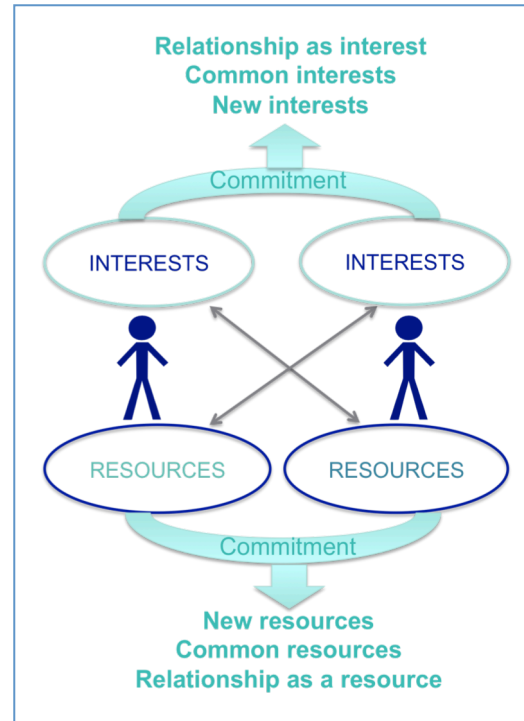 Relationship as interest
Common interests
New interests
Commitment
INTERESTS
INTERESTS
RESOURCES
RESOURCES
Commitment
New resources
Common resources
Relationship as a resource